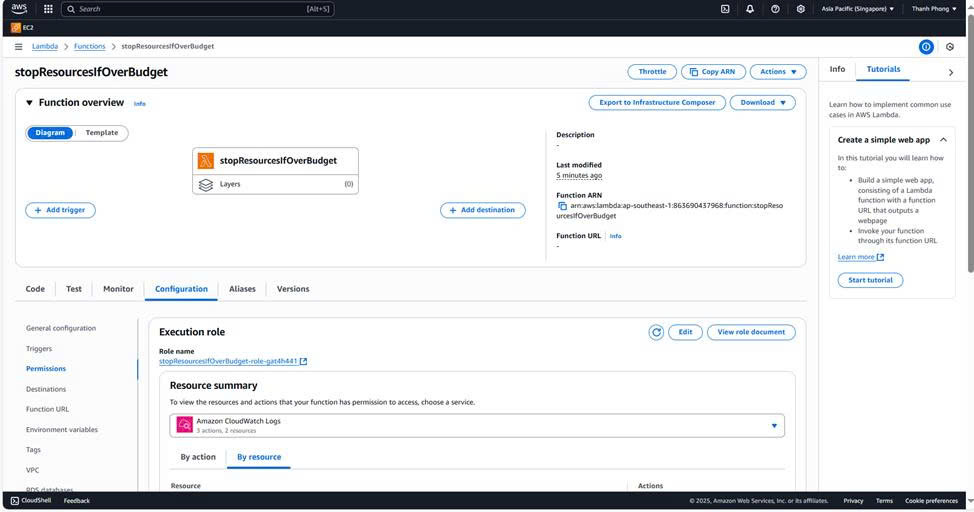 aws
Search [Alt+S] Asia Pacific (Singapore) Thanh Phong
EC2
Lambda Functions stopResourcesIfOverBudget
stopResourcesIfOverBudget
Throttle Copy ARN Actions
Function overview Info
Export to Infrastructure Composer Download
Diagram Template
stopResourcesIfOverBudget
Layers (0)
+ Add trigger + Add destination
Description
-
Last modified
5 minutes ago
Function ARN
arn:aws:lambda:ap-southeast-1:863690437968:function:stopReso
urcesIfOverBudget
Function URL Info
-
Code Test Monitor Configuration Aliases Versions
General configuration
Triggers
Permissions
Destinations
Function URL
Environment variables
Tags
VPC
RDS databases
Execution role
Edit View role document
Role name
stopResourcesIfOverBudget-role-gat4h441
Resource summary
To view the resources and actions that your function has permission to access, choose a service.
Amazon CloudWatch Logs
3 actions, 2 resources
By action By resource
Resource Actions
Info Tutorials
Learn how to implement common use
cases in AWS Lambda.
Create a simple web app
In this tutorial you will learn how
to:
• Build a simple web app,
consisting of a Lambda
function with a function
URL that outputs a
webpage
• Invoke your function
through its function URL
Learn more
Start tutorial
CloudShell Feedback © 2025, Amazon Web Services, Inc. or its affiliates. Privacy Terms Cookie preferences